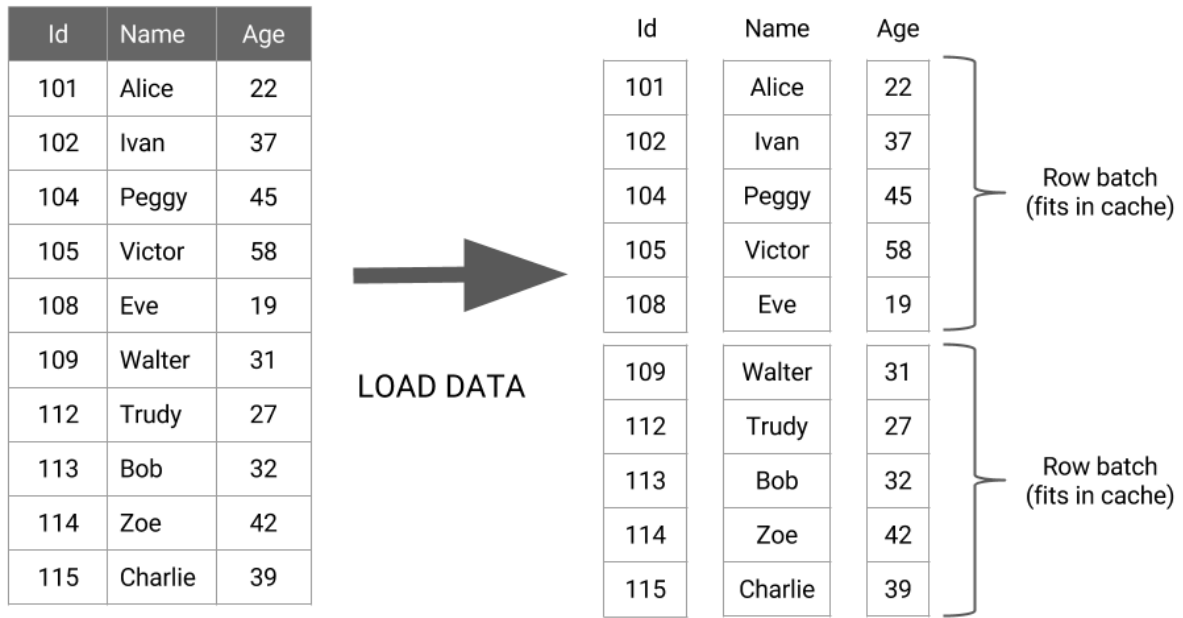 Id Name Age
101 Alice 22
102 Ivan 37
104 Peggy 45
105 Victor 58
108 Eve 19
109 Walter 31
112 Trudy 27
113 Bob 32
114 Zoe 42
115 Charlie 39
LOAD DATA
Id Name Age
101 Alice 22
102 Ivan 37
104 Peggy 45
105 Victor 58
108 Eve 19
Row batch
(fits in cache)
109 Walter 31
112 Trudy 27
113 Bob 32
114 Zoe 42
115 Charlie 39
Row batch
(fits in cache)